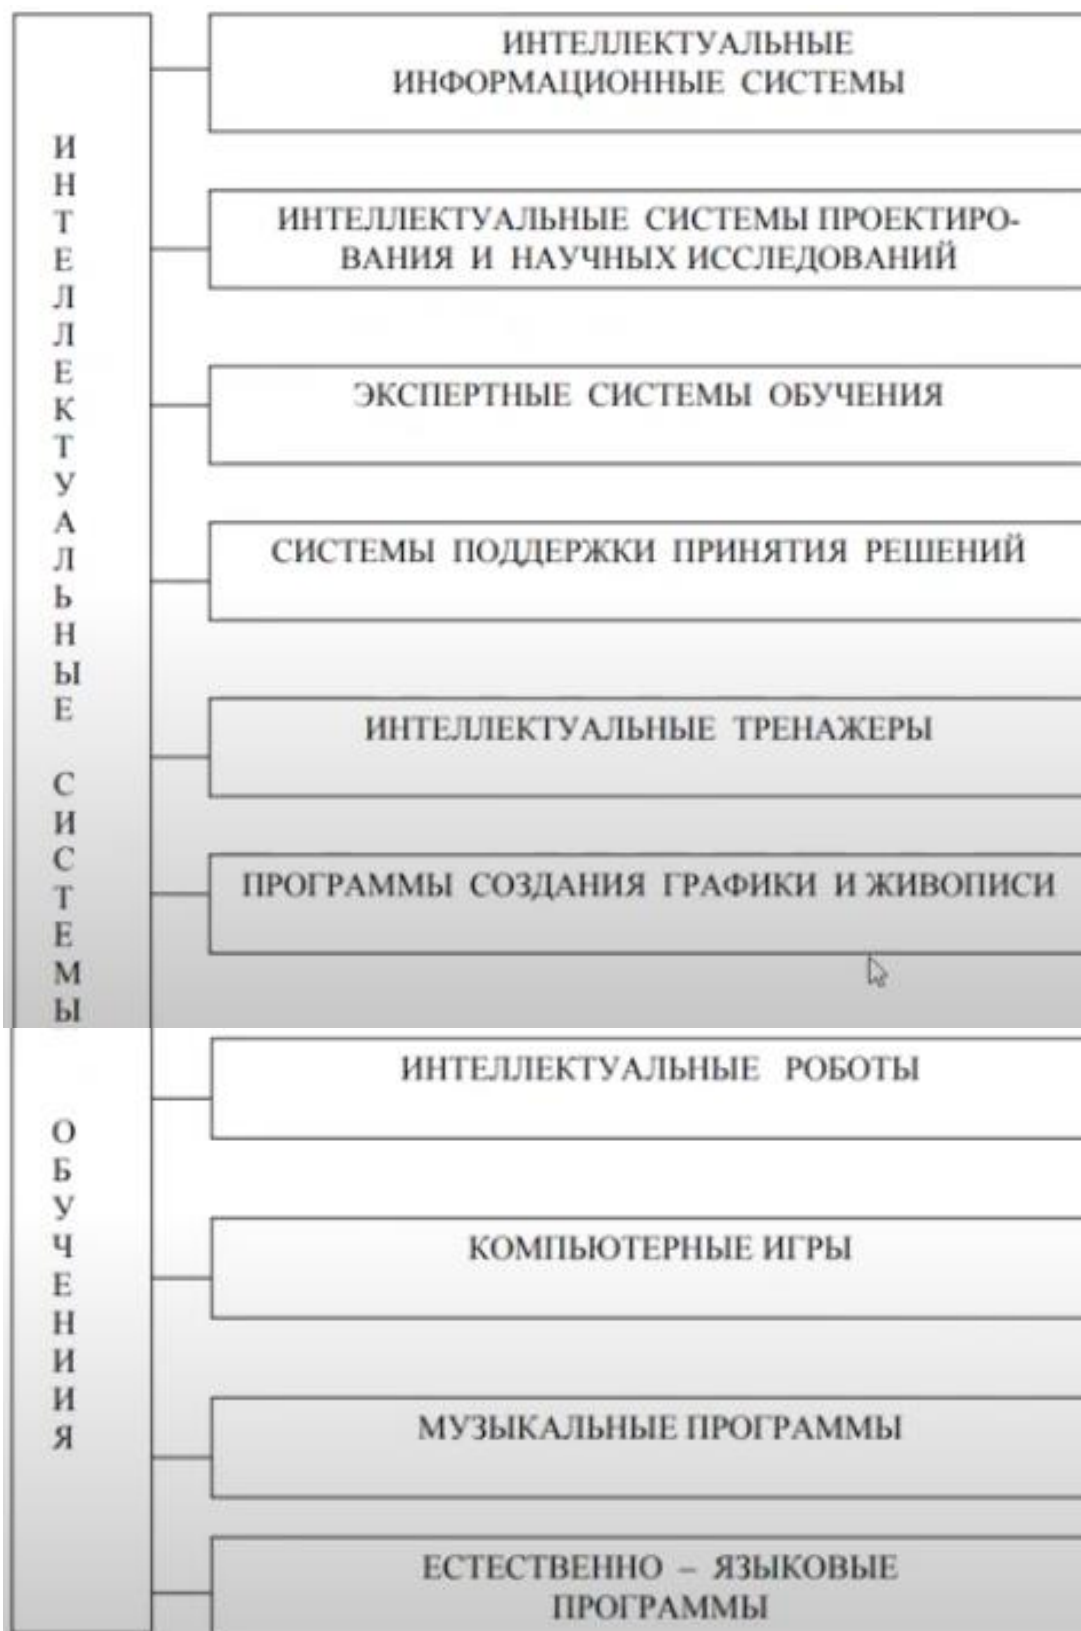 ИНТЕЛЛЕКТУАЛЬНЫЕ СИСТЕМЫ ОБУЧЕНИИЯ
ИНТЕЛЛЕКТУАЛЬНЫЕ
ИНФОРМАЦИОННЫЕ СИСТЕМЫ
ИНТЕЛЛЕКТУАЛЬНЫЕ СИСТЕМЫ ПРОЕКТИРО-
ВАНИЯ И НАУЧНЫХ ИССЛЕДОВАНИЙ
ЭКСПЕРТНЫЕ СИСТЕМЫ ОБУЧЕНИЯ
СИСТЕМЫ ПОДДЕРЖКИ ПРИНЯТИЯ РЕШЕНИЙ
ИНТЕЛЛЕКТУАЛЬНЫЕ ТРЕНАЖЕРЫ
ПРОГРАММЫ СОЗДАНИЯ ГРАФИКИ И ЖИВОПИСИ
ИНТЕЛЛЕКТУАЛЬНЫЕ РОБОТЫ
КОМПЬЮТЕРНЫЕ ИГРЫ
МУЗЫКАЛЬНЫЕ ПРОГРАММЫ
ЕСТЕСТВЕННО – ЯЗЫКОВЫЕ
ПРОГРАММЫ